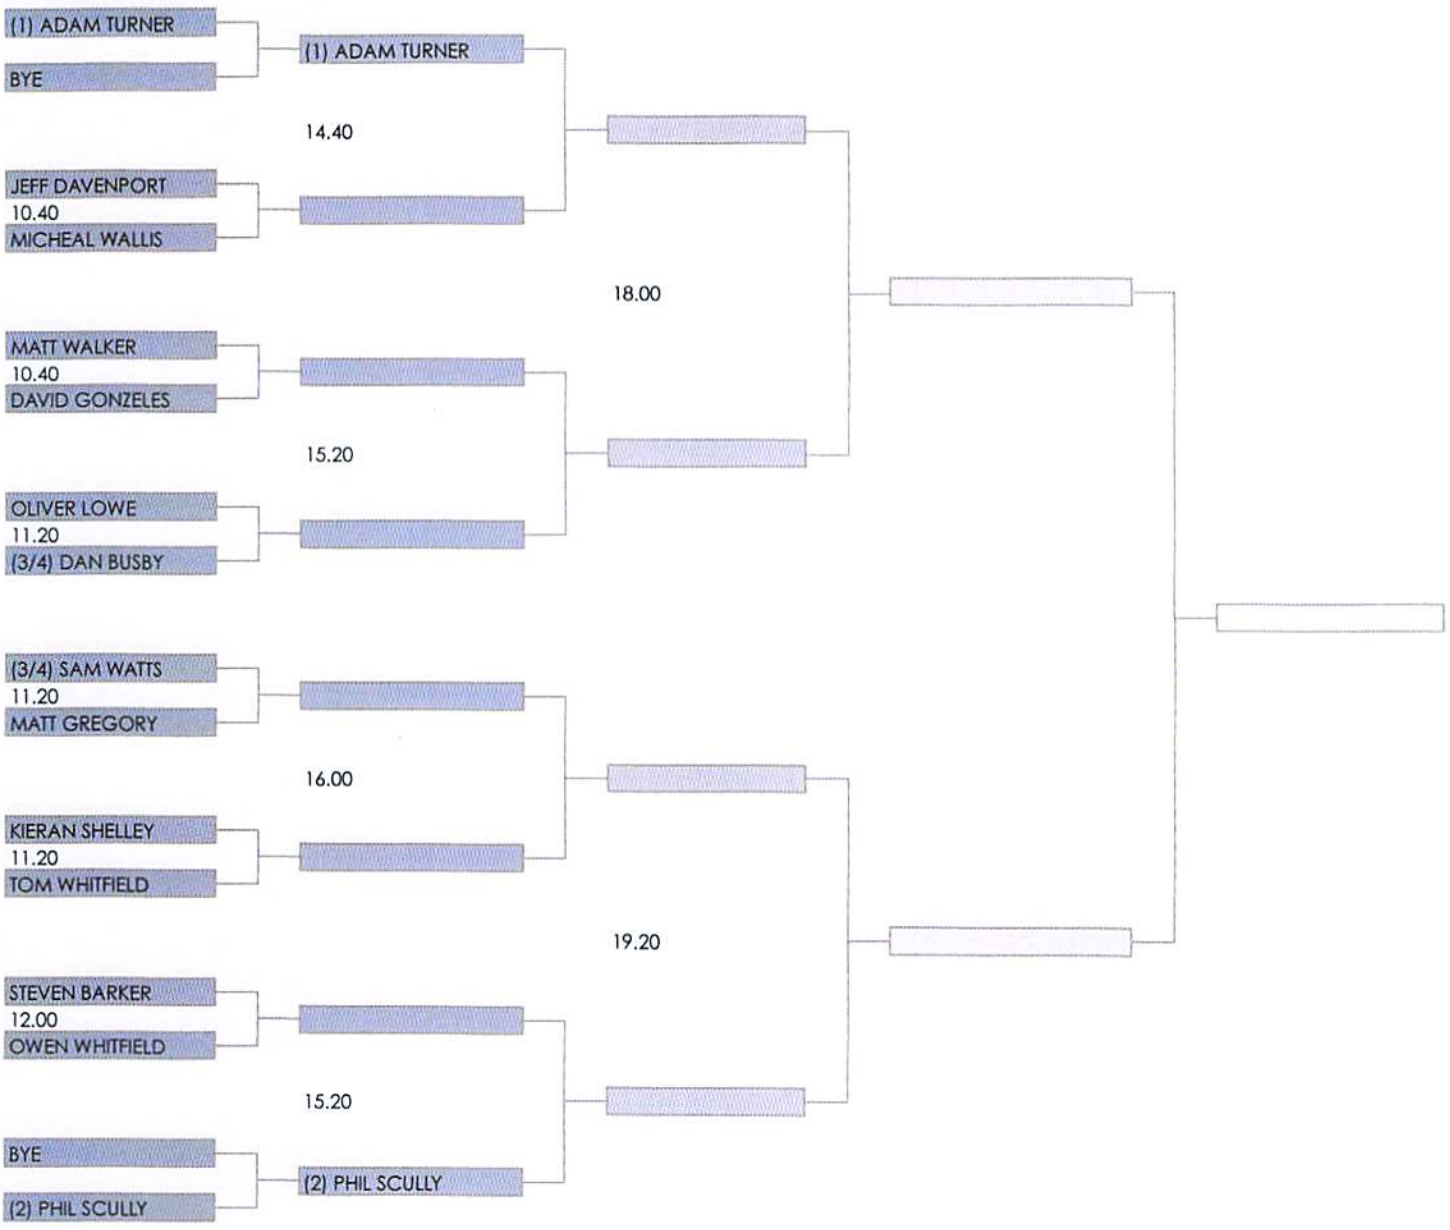 (1) ADAM TURNER
BYE
JEFF DAVENPORT
10.40
MICHEAL WALLIS
MATT WALKER
10.40
DAVID GONZELES
OLIVER LOWE
11.20
(3/4) DAN BUSBY
(3/4) SAM WATTS
11.20
MATT GREGORY
KIERAN SHELLEY
11.20
TOM WHITFIELD
STEVEN BARKER
12.00
OWEN WHITFIELD
BYE
(2) PHIL SCULLY
(1) ADAM TURNER
14.40
15.20
16.00
15.20
(2) PHIL SCULLY
18.00
19.20